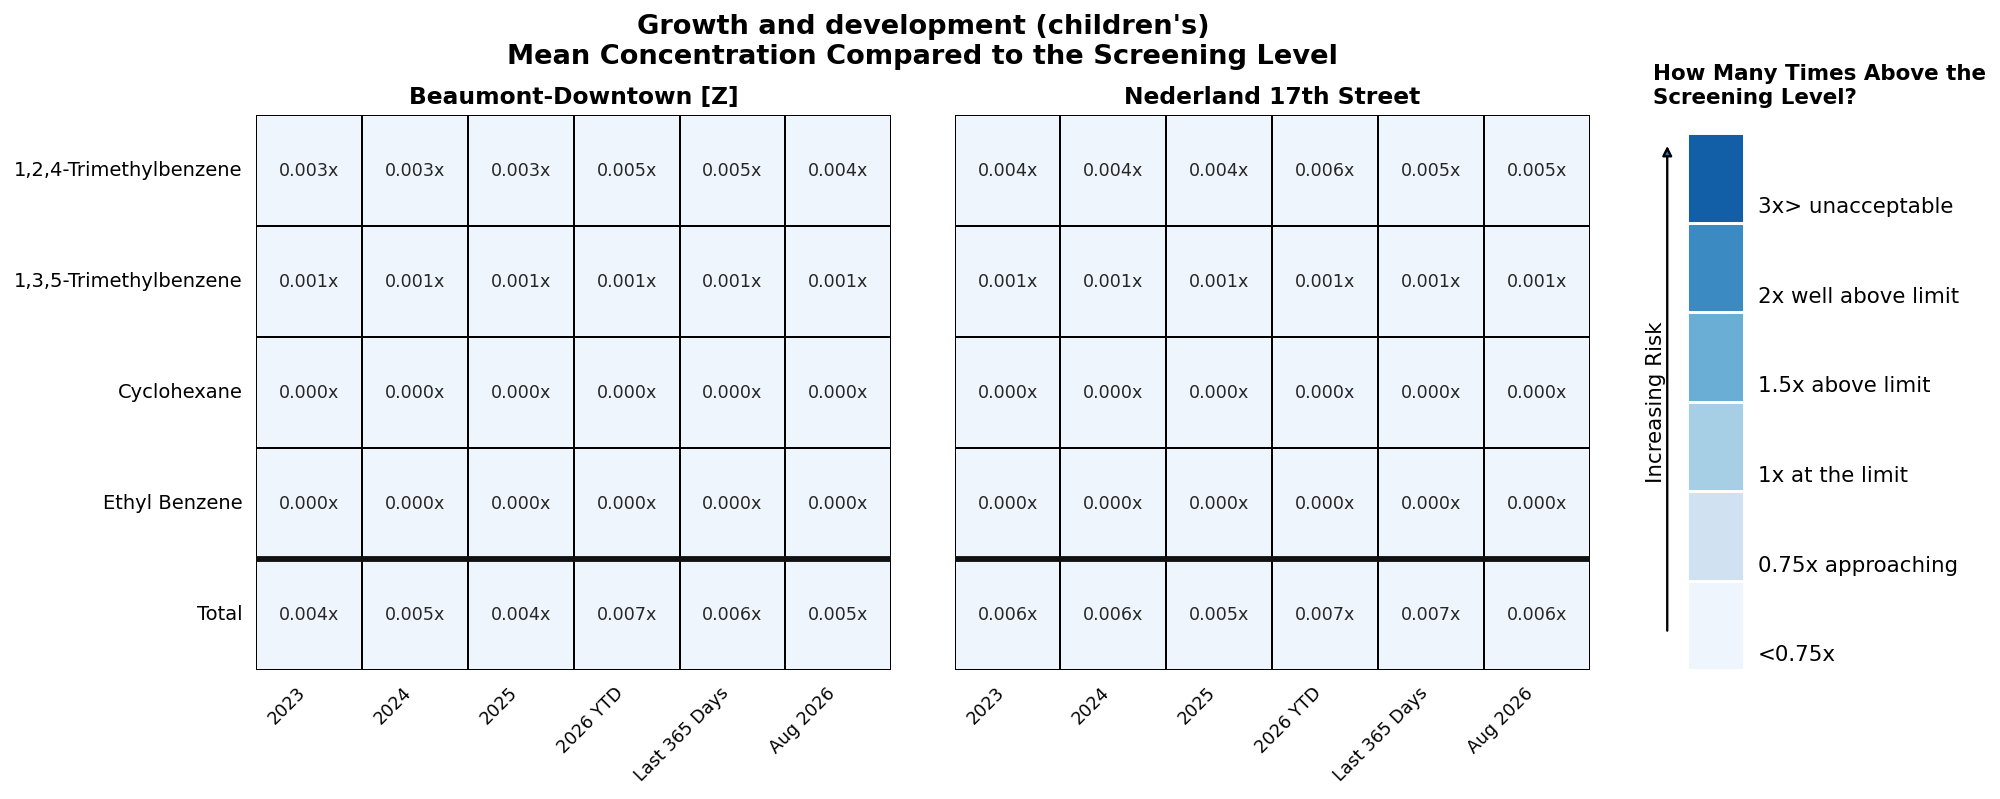 Growth and development (children's)
Mean Concentration Compared to the Screening Level
Beaumont-Downtown [Z]
Nederland 17th Street
How Many Times Above the
Screening Level?
1,2,4-Trimethylbenzene 0.003x 0.003x 0.003x 0.005x 0.005x 0.004x 0.004x 0.004x 0.004x 0.006x 0.005x 0.005x
1,3,5-Trimethylbenzene 0.001x 0.001x 0.001x 0.001x 0.001x 0.001x 0.001x 0.001x 0.001x 0.001x 0.001x 0.001x
Cyclohexane 0.000x 0.000x 0.000x 0.000x 0.000x 0.000x 0.000x 0.000x 0.000x 0.000x 0.000x 0.000x
Ethyl Benzene 0.000x 0.000x 0.000x 0.000x 0.000x 0.000x 0.000x 0.000x 0.000x 0.000x 0.000x 0.000x
Total 0.004x 0.005x 0.004x 0.007x 0.006x 0.005x 0.006x 0.006x 0.005x 0.007x 0.007x 0.006x
2023 2024 2025 2026 YTD Last 365 Days Aug 2026 2023 2024 2025 2026 YTD Last 365 Days Aug 2026
Increasing Risk
3x> unacceptable
2x well above limit
1.5x above limit
1x at the limit
0.75x approaching
<0.75x